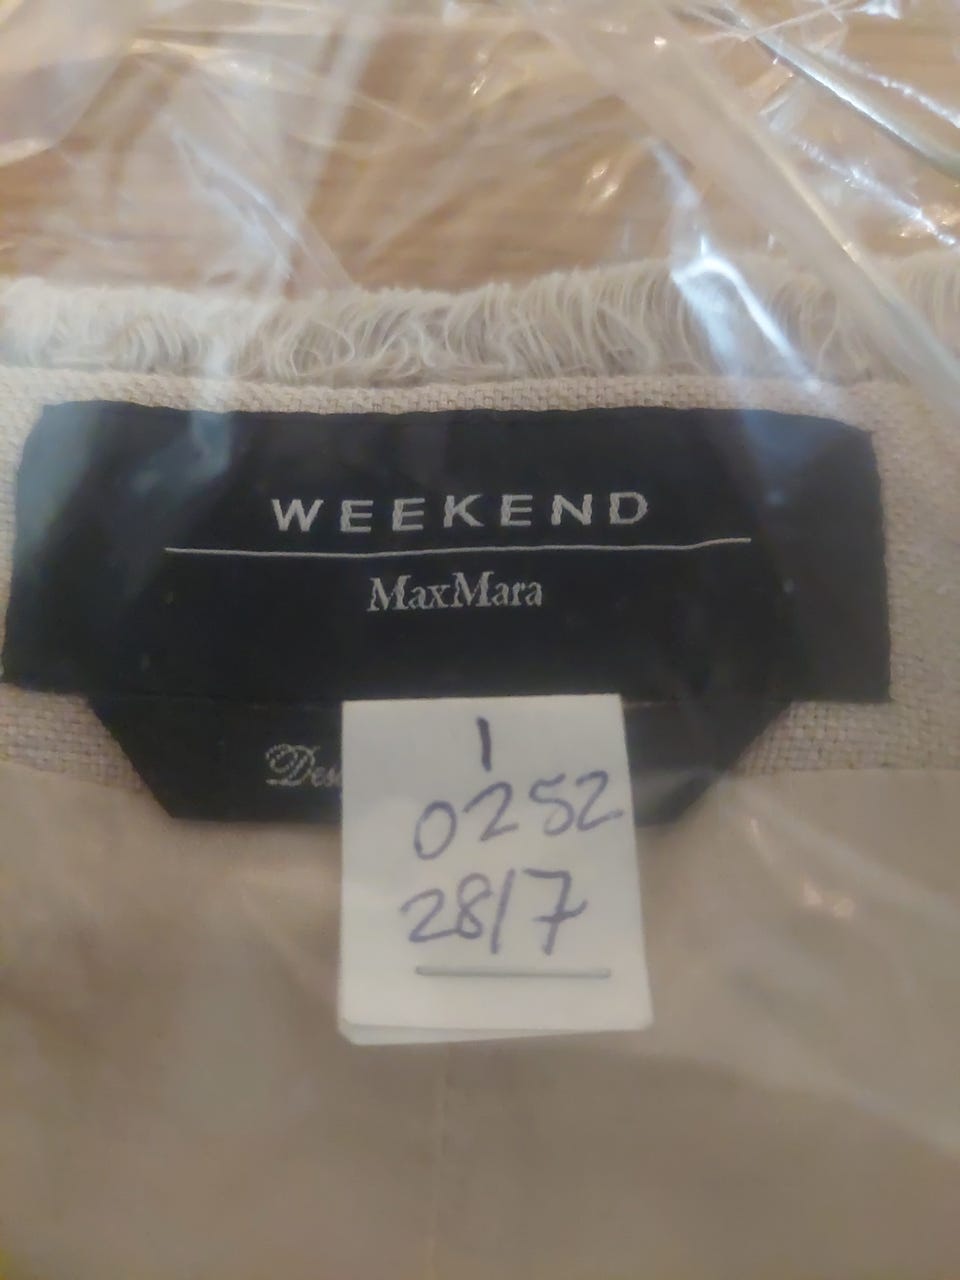 WEEKEND
MaxMara
1
0252
28/7